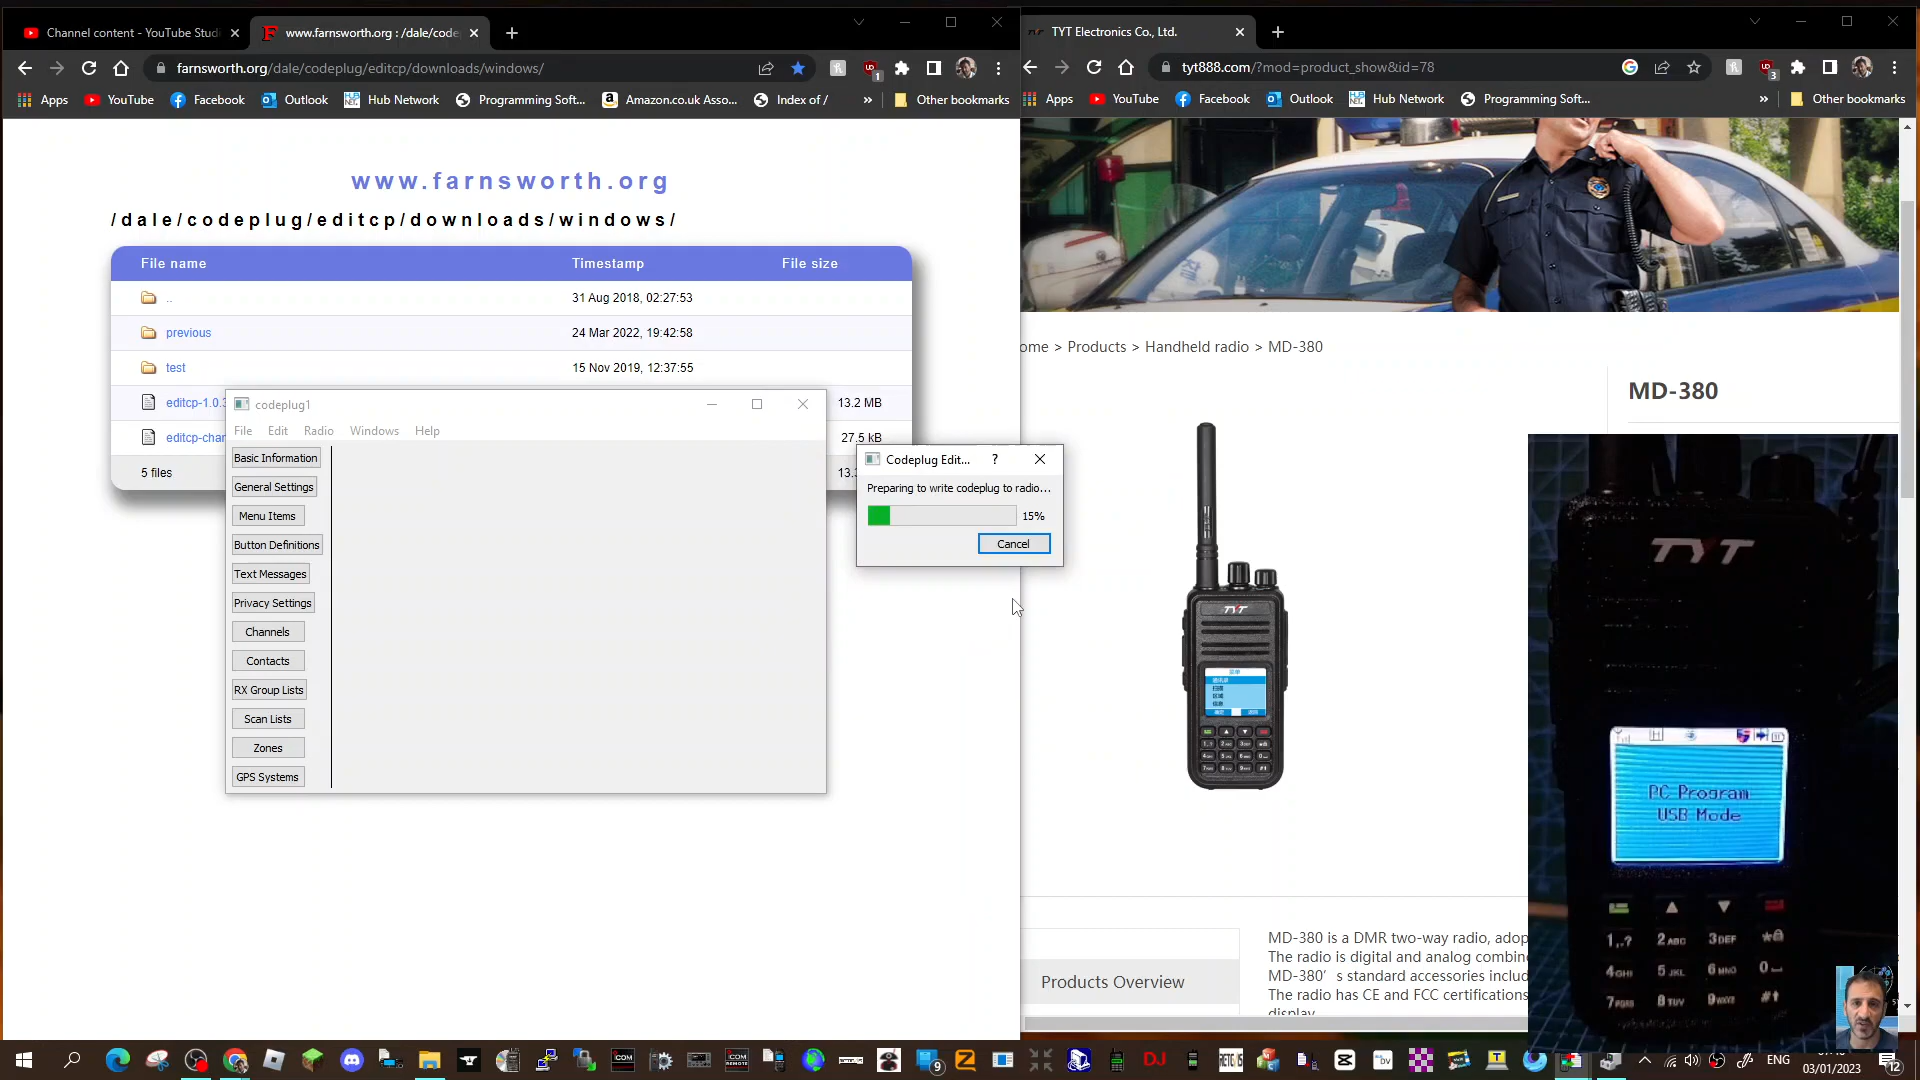 Channel content - YouTube Studi
www.farnsworth.org : /dale/code
farnsworth.org/dale/codeplug/editcp/downloads/windows/
Apps
YouTube
Facebook
Outlook
Hub Network
Programming Soft...
Amazon.co.uk Asso...
Index of /
»
Other bookmarks
www.farnsworth.org
/dale/codeplug/editcp/downloads/windows/
File name Timestamp File size
.. 31 Aug 2018, 02:27:53
previous 24 Mar 2022, 19:42:58
test 15 Nov 2019, 12:37:55
editcp-1.0.3 13.2 MB
editcp-char 27.5 kB
5 files 13.
codeplug1
File Edit Radio Windows Help
Basic Information
General Settings
Menu Items
Button Definitions
Text Messages
Privacy Settings
Channels
Contacts
RX Group Lists
Scan Lists
Zones
GPS Systems
Codeplug Edit... ?
Preparing to write codeplug to radio...
15%
Cancel
TYT Electronics Co., Ltd.
tyt888.com/?mod=product_show&id=78
Apps
YouTube
Facebook
Outlook
Hub Network
Programming Soft...
»
Other bookmarks
ome > Products > Handheld radio > MD-380
MD-380
TYT
TYT
PC Program
USB Mode
Products Overview
MD-380 is a DMR two-way radio, adop
The radio is digital and analog combine
MD-380's standard accessories includ
The radio has CE and FCC certifications
display.
ENG
03/01/2023